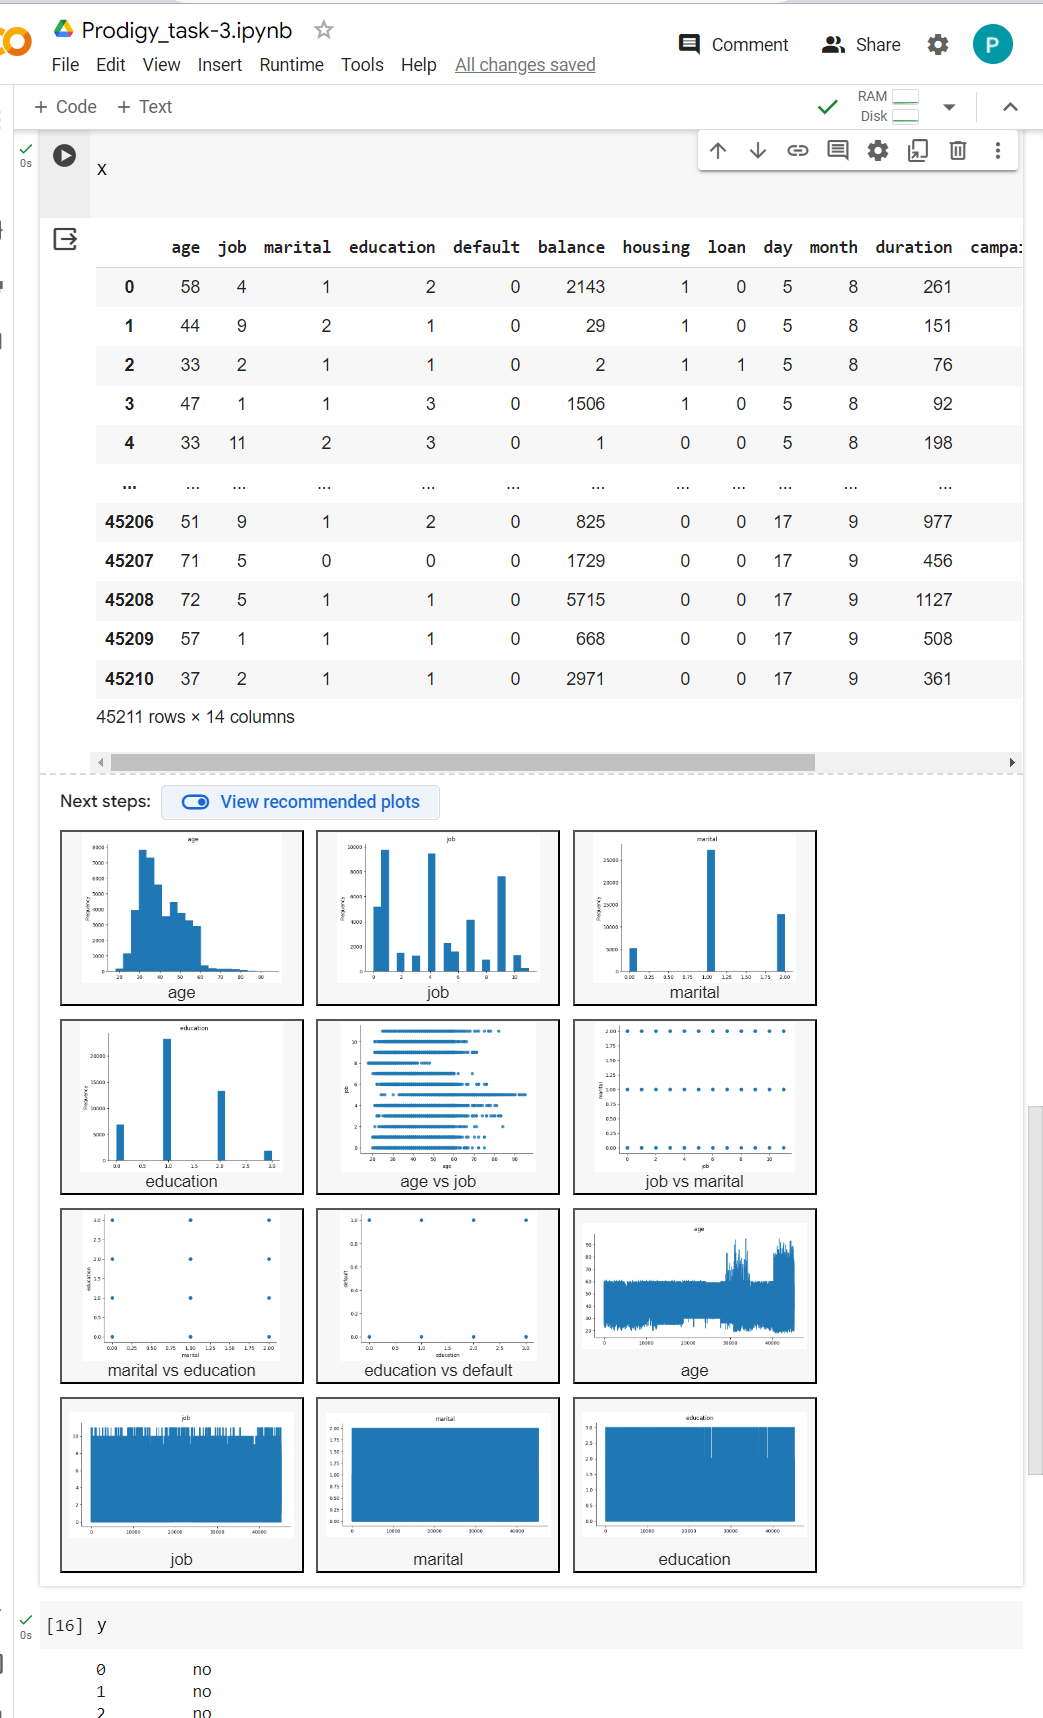 Prodigy_task-3.ipynb
Comment Share P
File Edit View Insert Runtime Tools Help All changes saved
+ Code + Text
RAM
Disk
0s
x
age job marital education default balance housing loan day month duration campai
0 58 4 1 2 0 2143 1 0 5 8 261
1 44 9 2 1 0 29 1 0 5 8 151
2 33 2 1 1 0 2 1 1 5 8 76
3 47 1 1 3 0 1506 1 0 5 8 92
4 33 11 2 3 0 1 0 0 5 8 198
... ... ... ... ... ... ... ... ... ... ... ...
45206 51 9 1 2 0 825 0 0 17 9 977
45207 71 5 0 0 0 1729 0 0 17 9 456
45208 72 5 1 1 0 5715 0 0 17 9 1127
45209 57 1 1 1 0 668 0 0 17 9 508
45210 37 2 1 1 0 2971 0 0 17 9 361
45211 rows × 14 columns
Next steps: View recommended plots
age job marital
age job marital
education
education age vs job job vs marital
age
marital vs education education vs default age
job marital education
job marital education
0s
[16] y
0 no
1 no
2 no